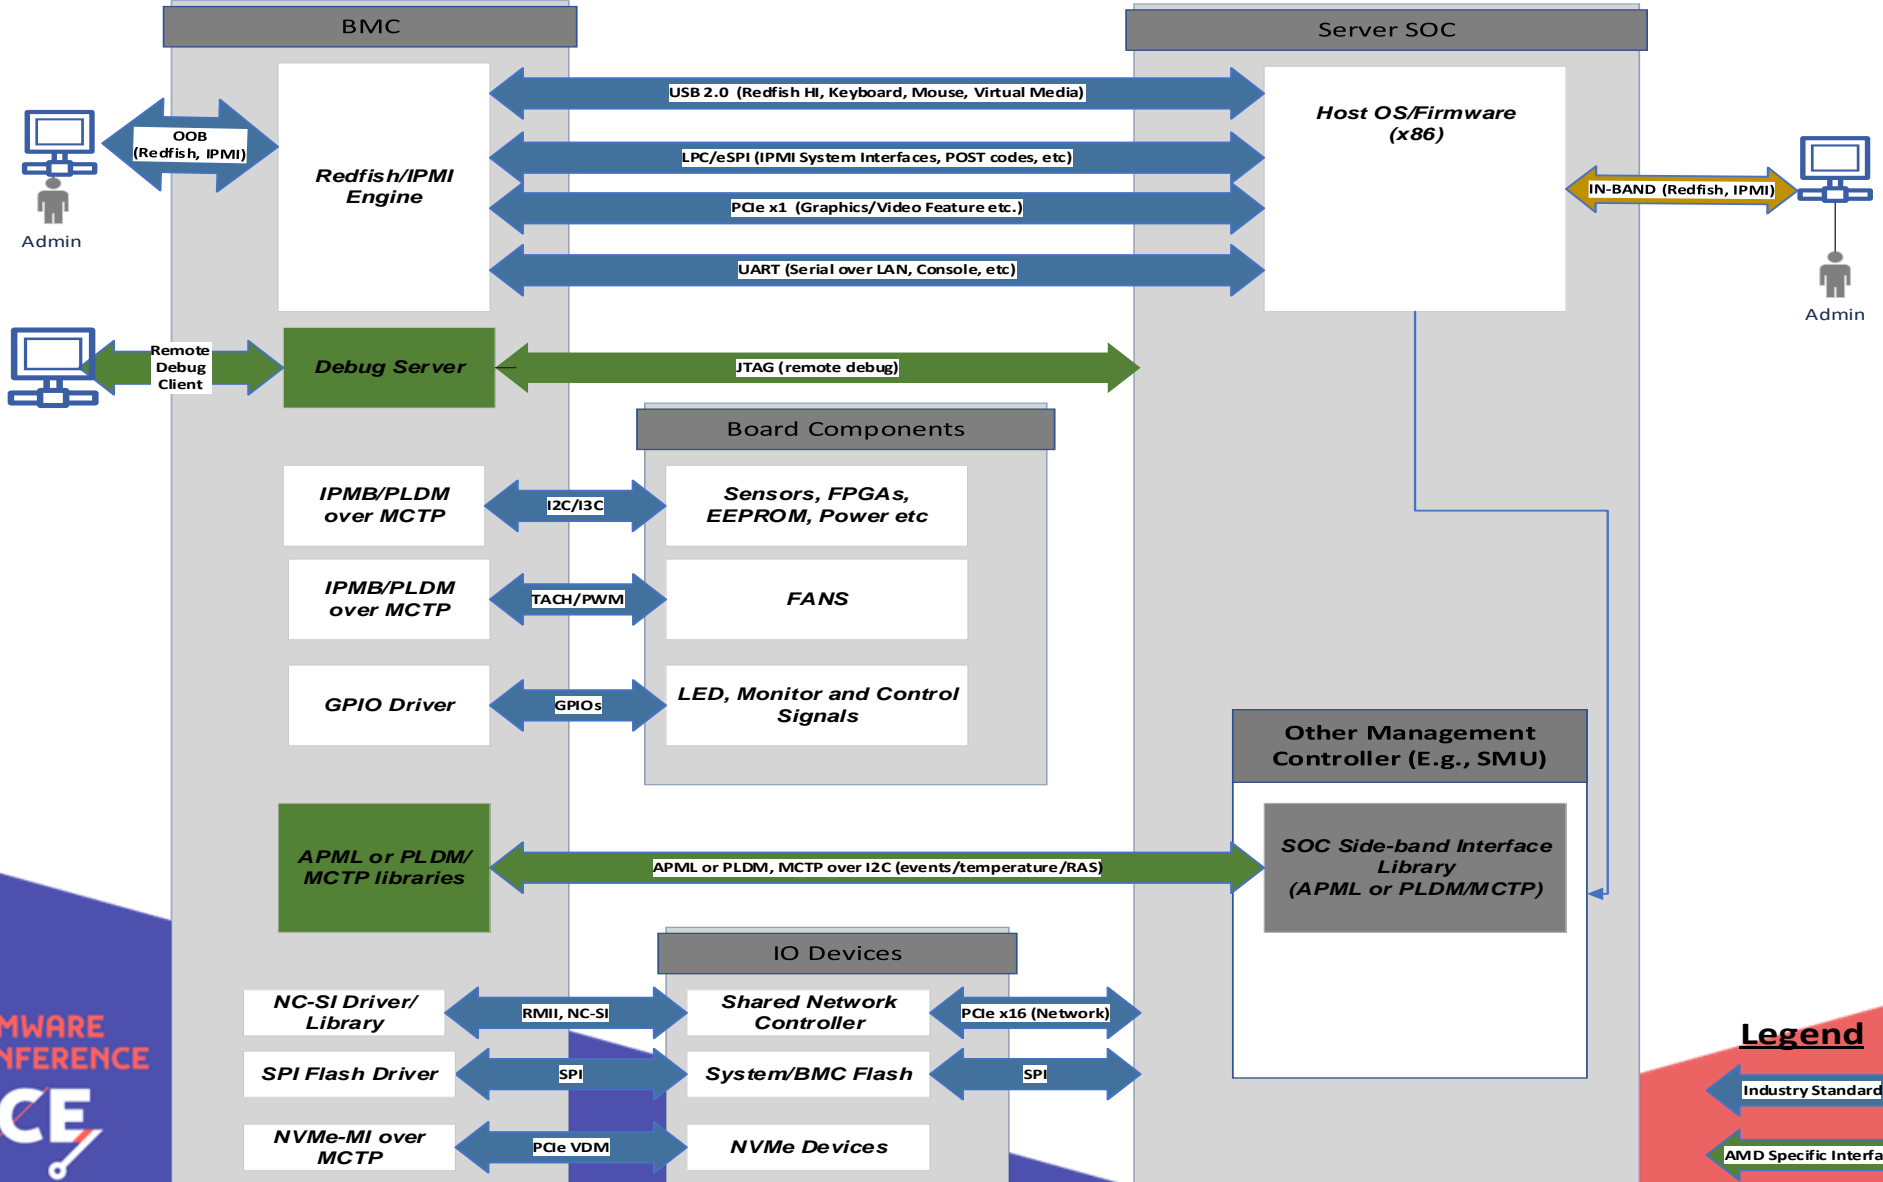 BMC
Server SOC
USB 2.0 (Redfish HI, Keyboard, Mouse, Virtual Media)
Host OS/Firmware
(x86)
OOB
(Redfish, IPMI)
LPC/eSPI (IPMI System Interfaces, POST codes, etc)
Redfish/IPMI
Engine
IN-BAND (Redfish, IPMI)
PCIe x1 (Graphics/Video Feature etc.)
Admin
UART (Serial over LAN, Console, etc)
Admin
Remote
Debug
Client
Debug Server
JTAG (remote debug)
Board Components
IPMB/PLDM
over MCTP
I2C/I3C
Sensors, FPGAs,
EEPROM, Power etc
IPMB/PLDM
over MCTP
TACH/PWM
FANS
GPIO Driver
GPIOs
LED, Monitor and Control
Signals
Other Management
Controller (E.g., SMU)
APML or PLDM/
MCTP libraries
APML or PLDM, MCTP over I2C (events/temperature/RAS)
SOC Side-band Interface
Library
(APML or PLDM/MCTP)
IO Devices
NC-SI Driver/
Library
RMII, NC-SI
Shared Network
Controller
PCIe x16 (Network)
SPI Flash Driver
SPI
System/BMC Flash
SPI
NVMe-MI over
MCTP
PCIe VDM
NVMe Devices
MWARE
NFERENCE
CE
Legend
Industry Standard
AMD Specific Interfa